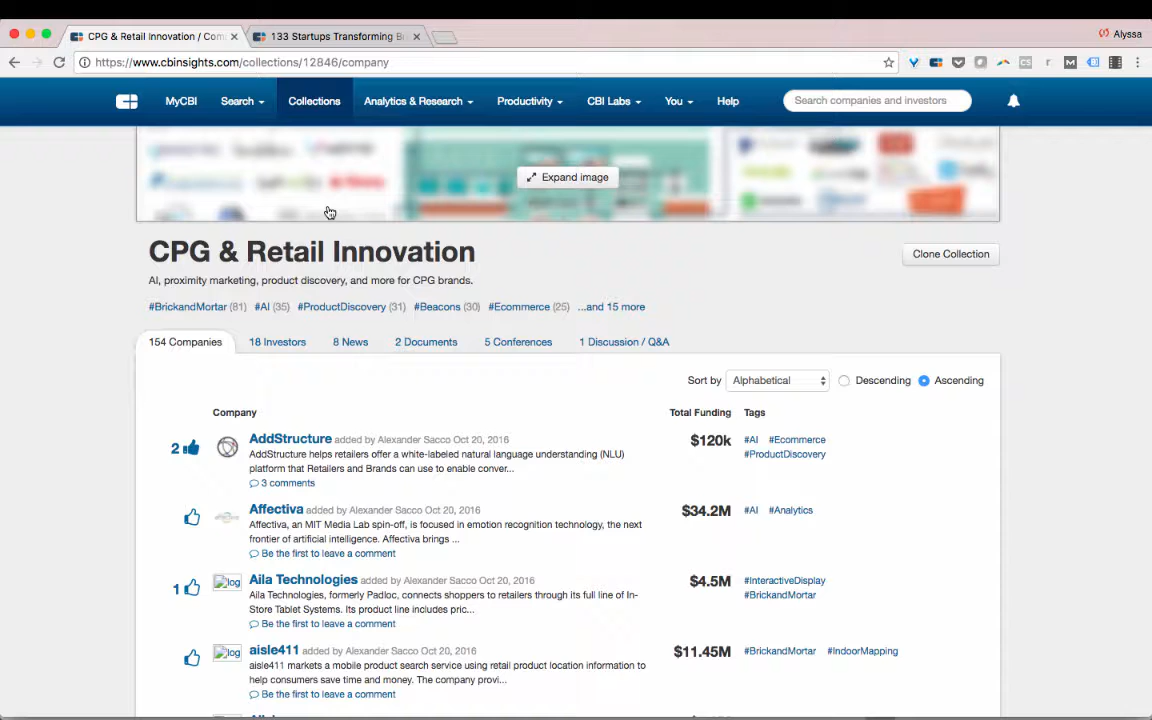 CPG & Retail Innovation / Com
133 Startups Transforming Br
Alyssa
https://www.cbinsights.com/collections/12846/company
MyCBI Search Collections Analytics & Research Productivity CBI Labs You Help Search companies and investors
Expand image
CPG & Retail Innovation
Clone Collection
AI, proximity marketing, product discovery, and more for CPG brands.
#BrickandMortar (81) #AI (35) #ProductDiscovery (31) #Beacons (30) #Ecommerce (25) ...and 15 more
154 Companies 18 Investors 8 News 2 Documents 5 Conferences 1 Discussion / Q&A
Sort by Alphabetical Descending Ascending
Company Total Funding Tags
2 AddStructure added by Alexander Sacco Oct 20, 2016 $120k #AI #Ecommerce
AddStructure helps retailers offer a white-labeled natural language understanding (NLU) #ProductDiscovery
platform that Retailers and Brands can use to enable conver...
3 comments
Affectiva added by Alexander Sacco Oct 20, 2016 $34.2M #AI #Analytics
Affectiva, an MIT Media Lab spin-off, is focused in emotion recognition technology, the next
frontier of artificial intelligence. Affectiva brings ...
Be the first to leave a comment
1 log Aila Technologies added by Alexander Sacco Oct 20, 2016 $4.5M #InteractiveDisplay
Aila Technologies, formerly Padloc, connects shoppers to retailers through its full line of In- #BrickandMortar
Store Tablet Systems. Its product line includes pric...
Be the first to leave a comment
log aisle411 added by Alexander Sacco Oct 20, 2016 $11.45M #BrickandMortar #IndoorMapping
aisle411 markets a mobile product search service using retail product location information to
help consumers save time and money. The company provi...
Be the first to leave a comment